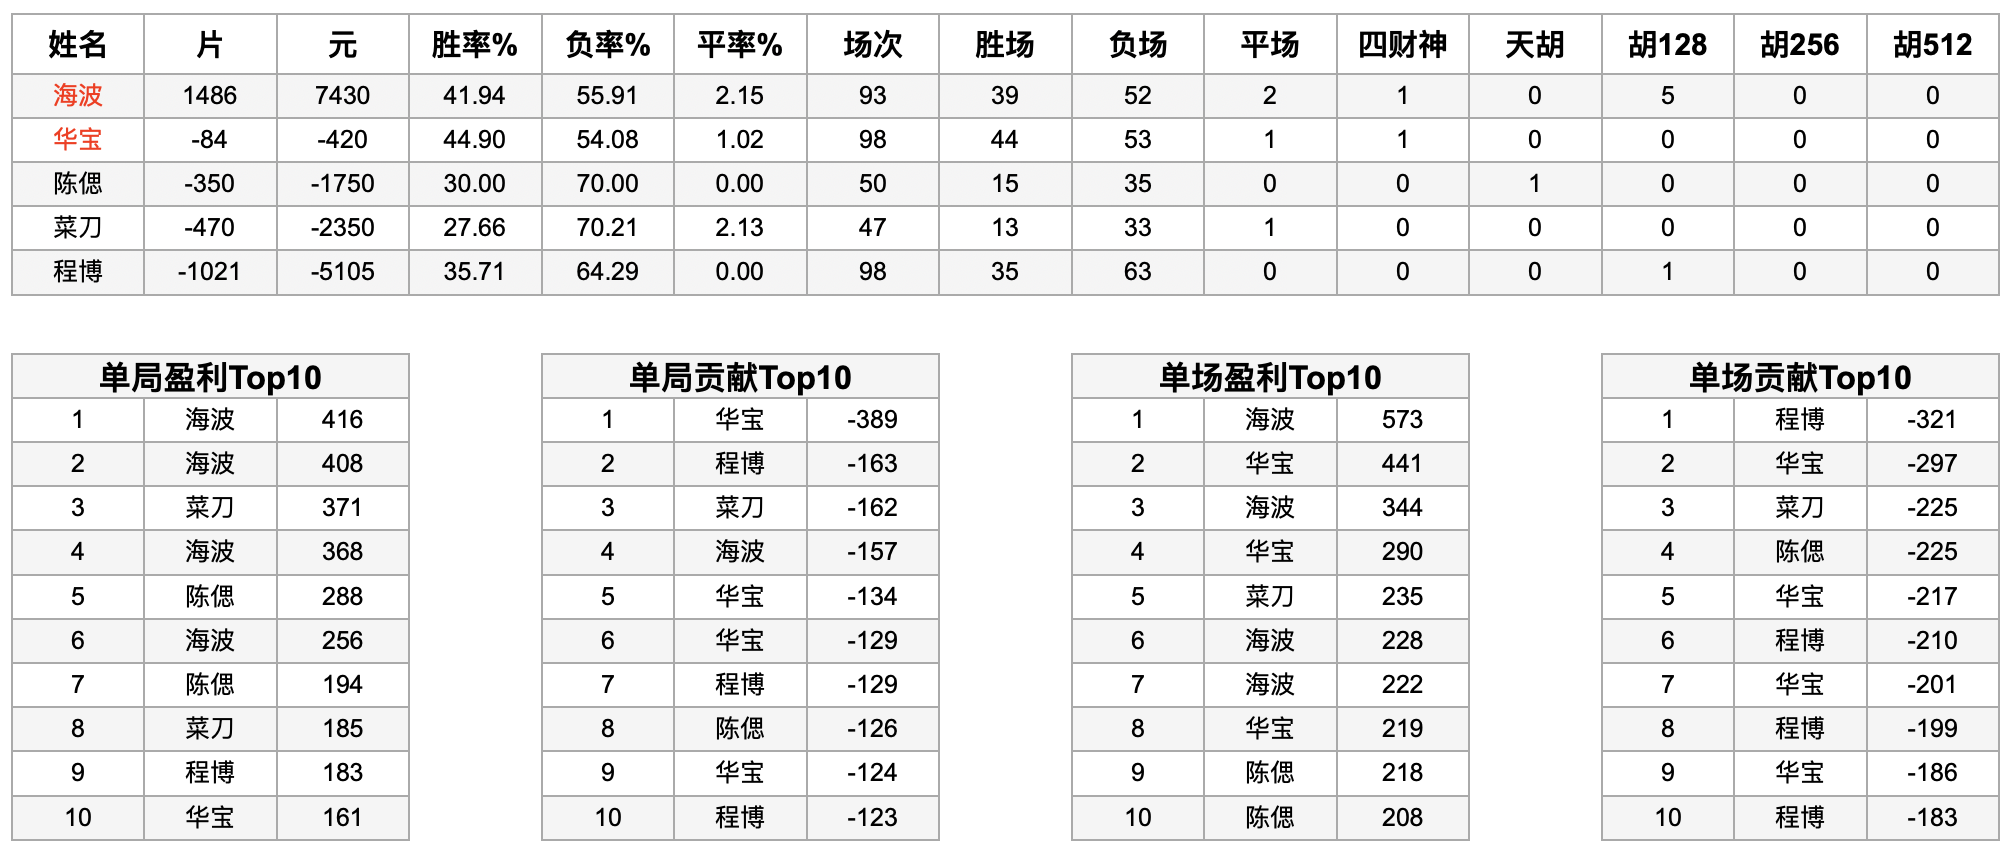 姓名 片 元 胜率% 负率% 平率% 场次 胜场 负场 平场 四财神 天胡 胡128 胡256 胡512
海波 1486 7430 41.94 55.91 2.15 93 39 52 2 1 0 5 0 0
华宝 -84 -420 44.90 54.08 1.02 98 44 53 1 1 0 0 0 0
陈偲 -350 -1750 30.00 70.00 0.00 50 15 35 0 0 1 0 0 0
菜刀 -470 -2350 27.66 70.21 2.13 47 13 33 1 0 0 0 0 0
程博 -1021 -5105 35.71 64.29 0.00 98 35 63 0 0 0 1 0 0
单局盈利Top10
1 海波 416
2 海波 408
3 菜刀 371
4 海波 368
5 陈偲 288
6 海波 256
7 陈偲 194
8 菜刀 185
9 程博 183
10 华宝 161
单局贡献Top10
1 华宝 -389
2 程博 -163
3 菜刀 -162
4 海波 -157
5 华宝 -134
6 华宝 -129
7 程博 -129
8 陈偲 -126
9 华宝 -124
10 程博 -123
单场盈利Top10
1 海波 573
2 华宝 441
3 海波 344
4 华宝 290
5 菜刀 235
6 海波 228
7 海波 222
8 华宝 219
9 陈偲 218
10 陈偲 208
单场贡献Top10
1 程博 -321
2 华宝 -297
3 菜刀 -225
4 陈偲 -225
5 华宝 -217
6 程博 -210
7 华宝 -201
8 程博 -199
9 华宝 -186
10 程博 -183